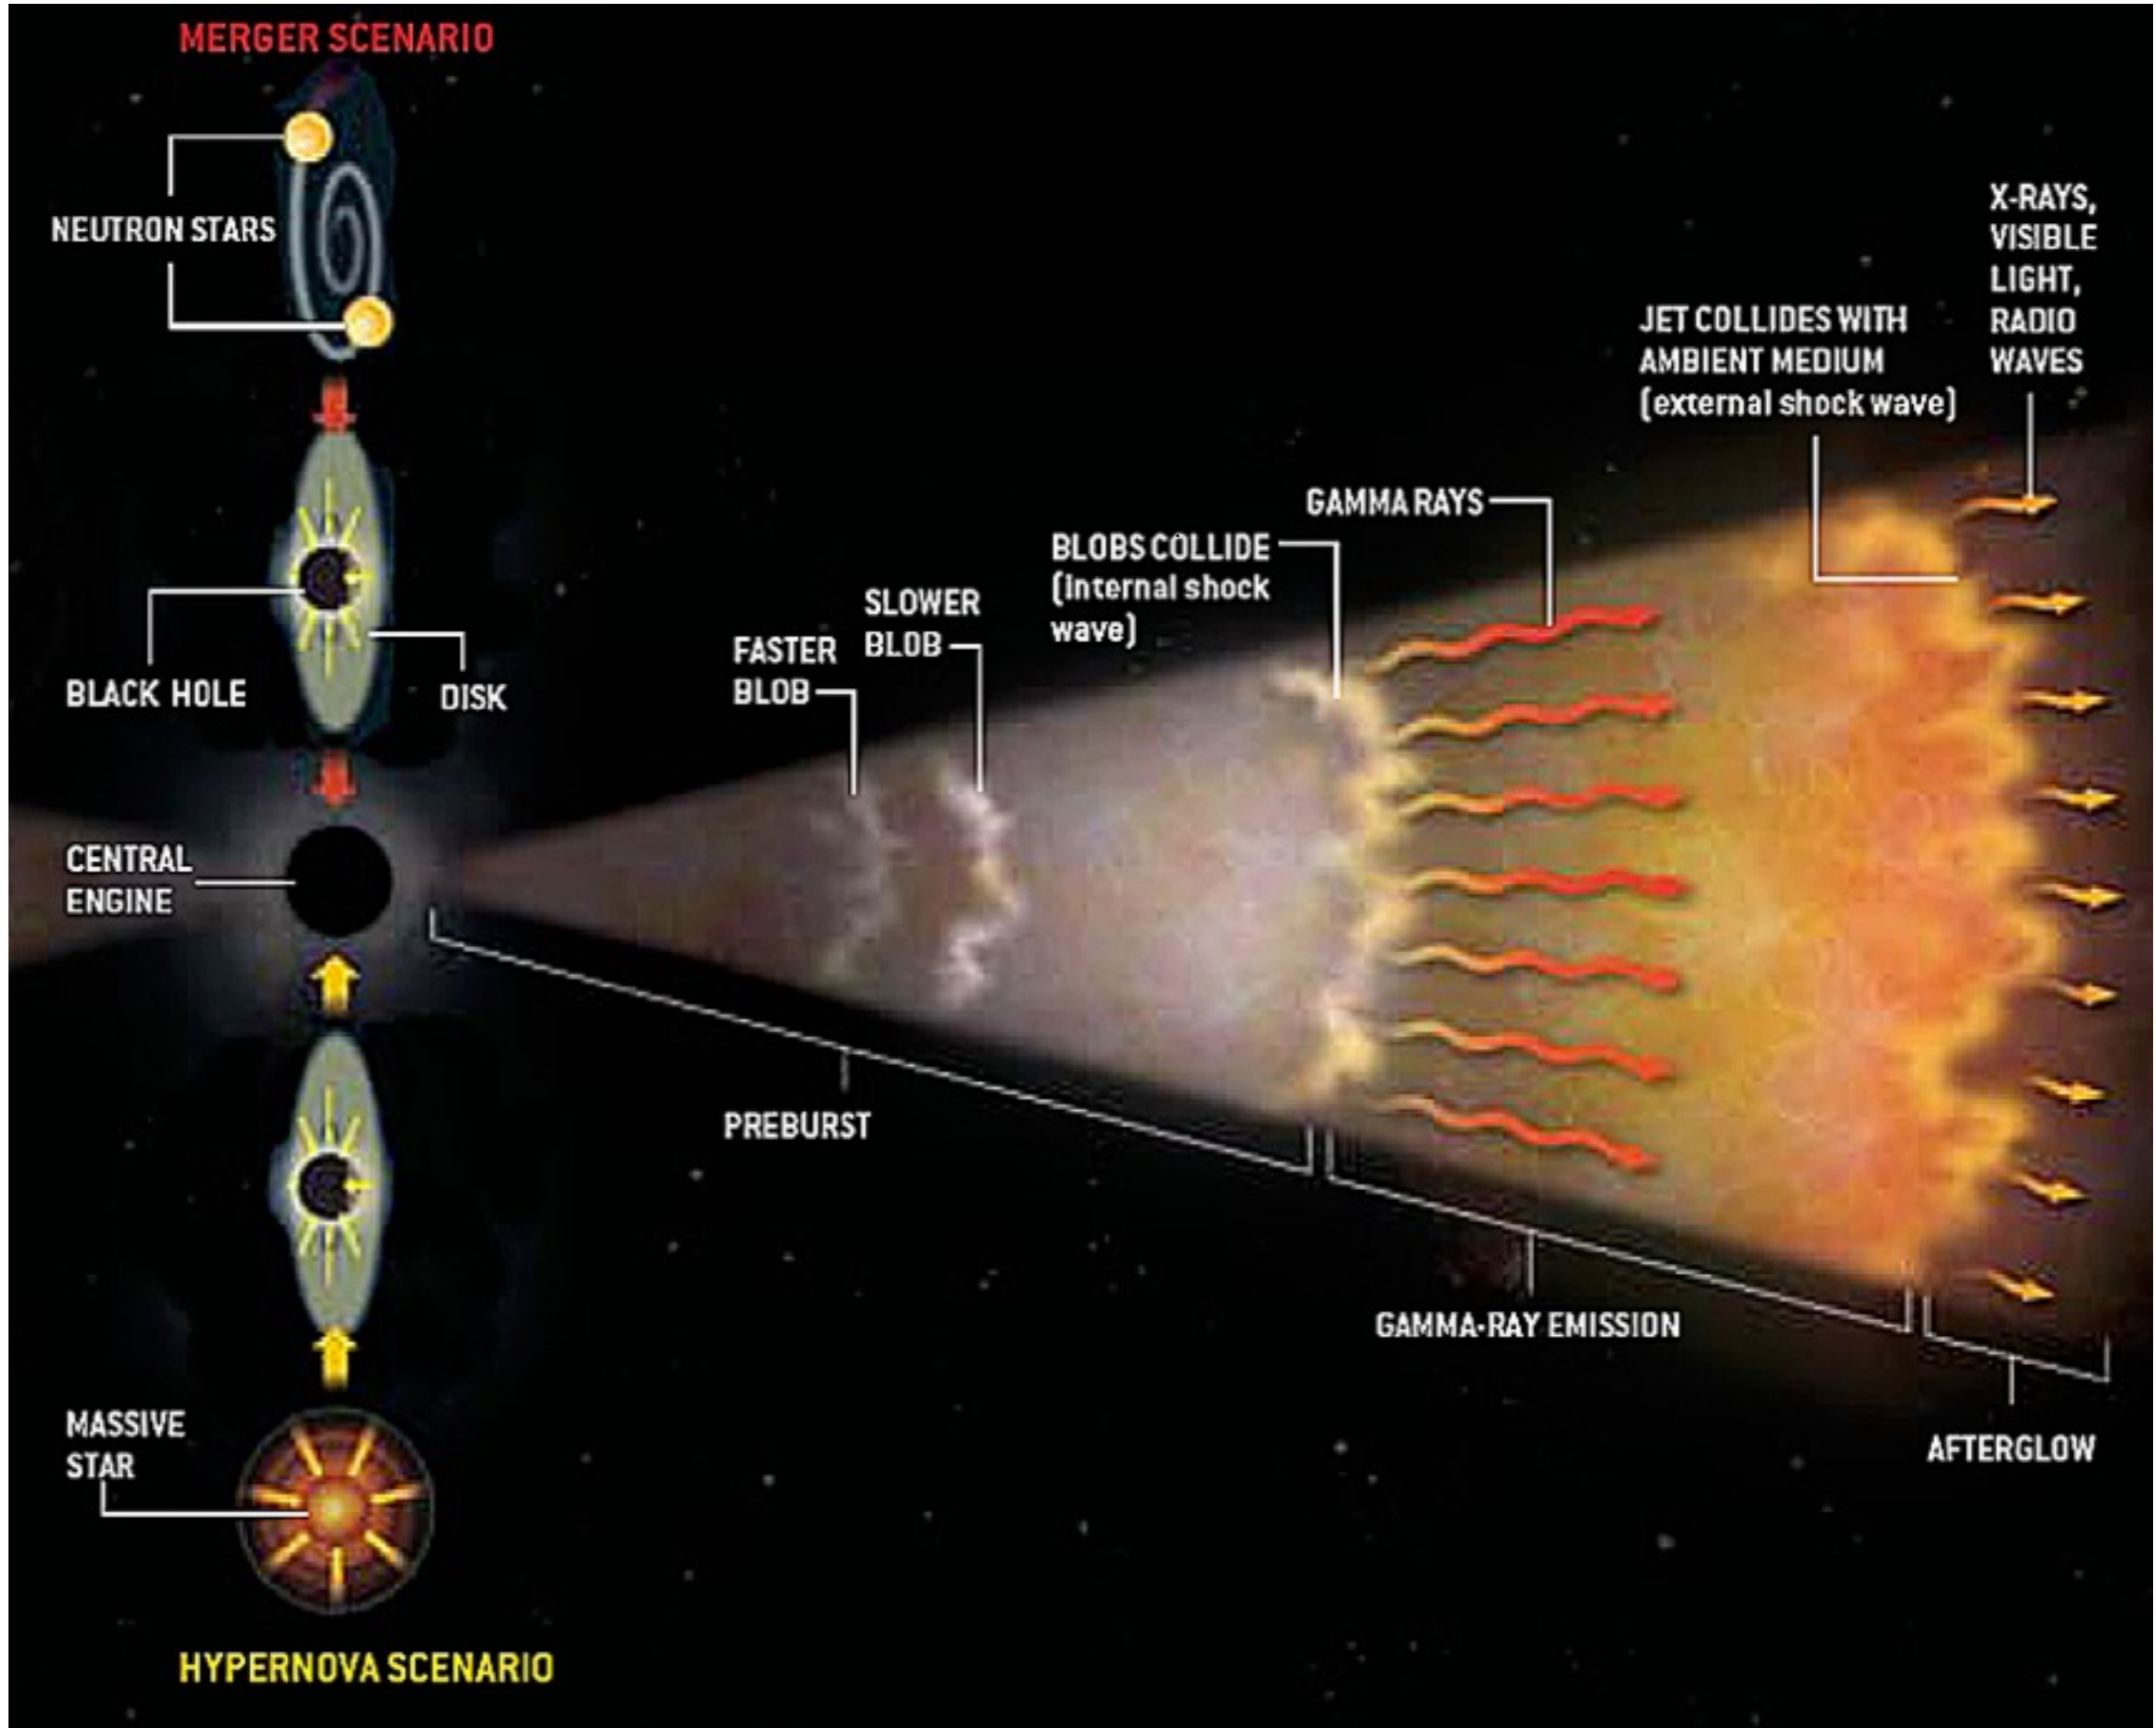 MERGER SCENARIO
NEUTRON STARS
BLACK HOLE
DISK
CENTRAL
ENGINE
MASSIVE
STAR
HYPERNOVA SCENARIO
FASTER
BLOB
SLOWER
BLOB
PREBURST
BLOBS COLLIDE
(internal shock
wave)
GAMMA RAYS
GAMMA-RAY EMISSION
JET COLLIDES WITH
AMBIENT MEDIUM
(external shock wave)
X-RAYS,
VISIBLE
LIGHT,
RADIO
WAVES
AFTERGLOW